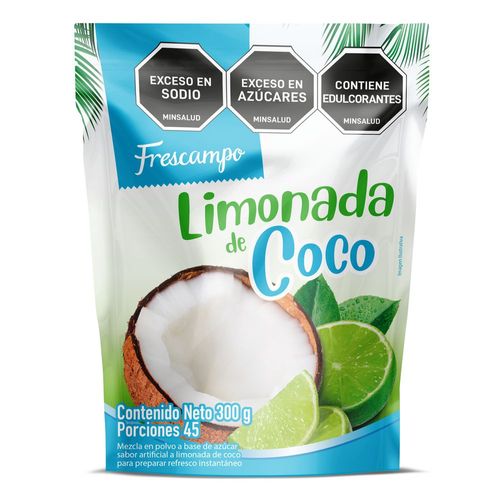 EXCESO EN
SODIO
MINSALUD
EXCESO EN
AZÚCARES
MINSALUD
CONTIENE
EDULCORANTES
MINSALUD
Frescampo
Limonada
de Coco
Imagen Ilustrativa
Contenido Neto 300 g
Porciones 45
Mezcla en polvo a base de azúcar,
sabor artificial a limonada de coco
para preparar refresco instantáneo